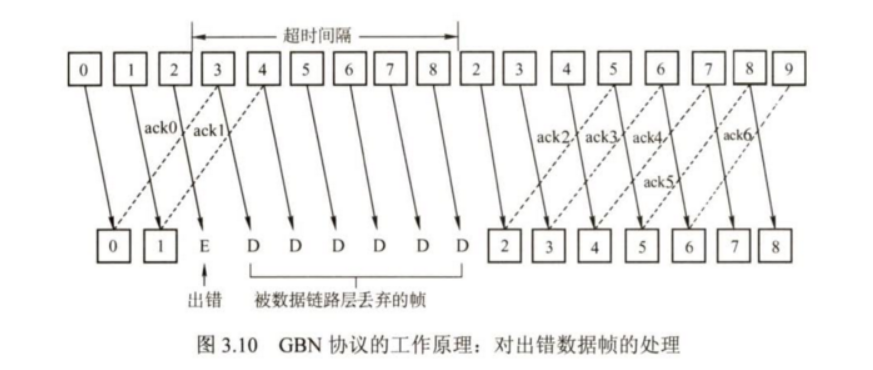 超时间隔
0 1 2 3 4 5 6 7 8 2 3 4 5 6 7 8 9
ack0 ack1 ack2 ack3 ack4 ack6
ack5
0 1 E D D D D D D 2 3 4 5 6 7 8
出错 被数据链路层丢弃的帧
图 3.10 GBN 协议的工作原理：对出错数据帧的处理